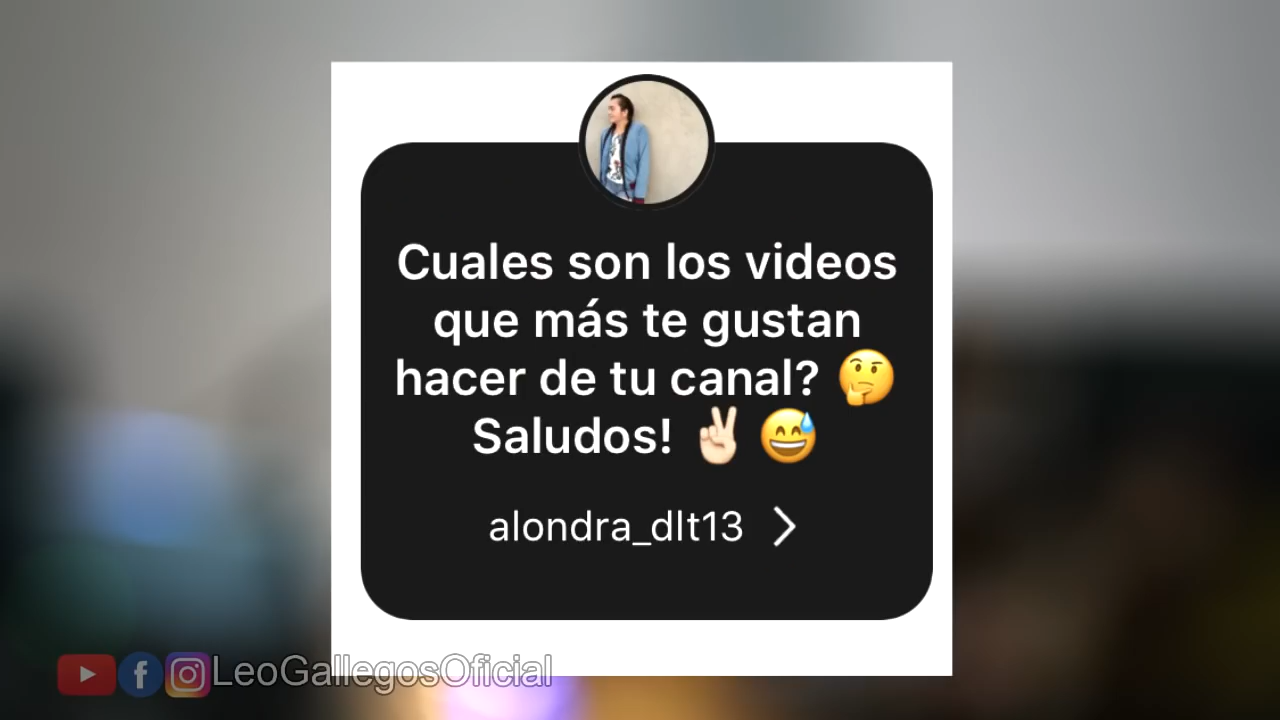 Cuales son los videos
que más te gustan
hacer de tu canal? 🤔
Saludos! ✌🏻 😅
alondra_dlt13
LeoGallegosOficial